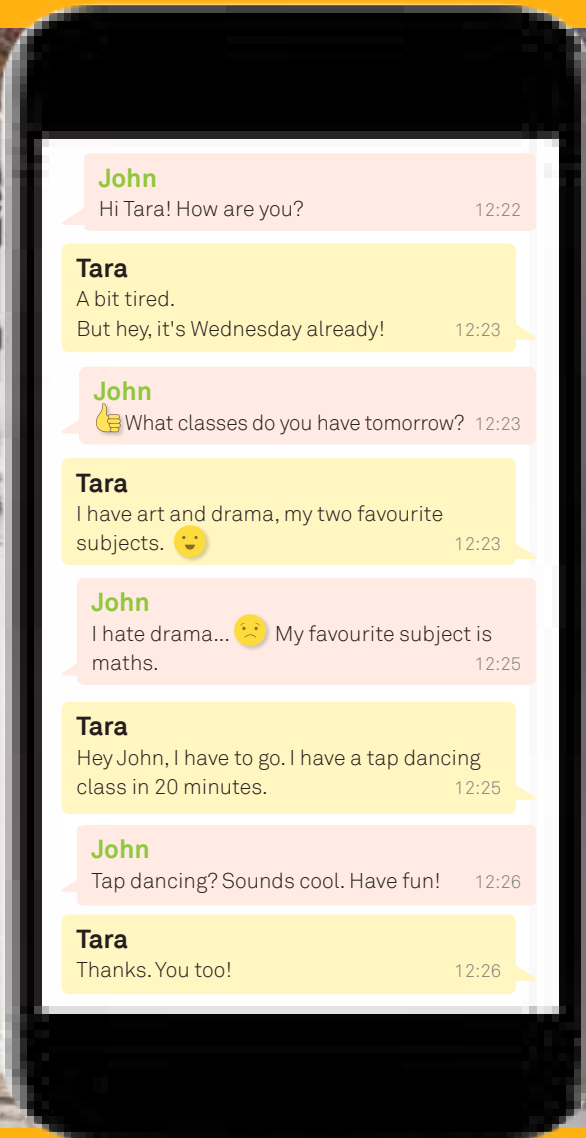 John
Hi Tara! How are you?
12:22
Tara
A bit tired.
But hey, it's Wednesday already!
12:23
John
What classes do you have tomorrow?
12:23
Tara
I have art and drama, my two favourite
subjects.
12:23
John
I hate drama... My favourite subject is
maths.
12:25
Tara
Hey John, I have to go. I have a tap dancing
class in 20 minutes.
12:25
John
Tap dancing? Sounds cool. Have fun!
12:26
Tara
Thanks. You too!
12:26